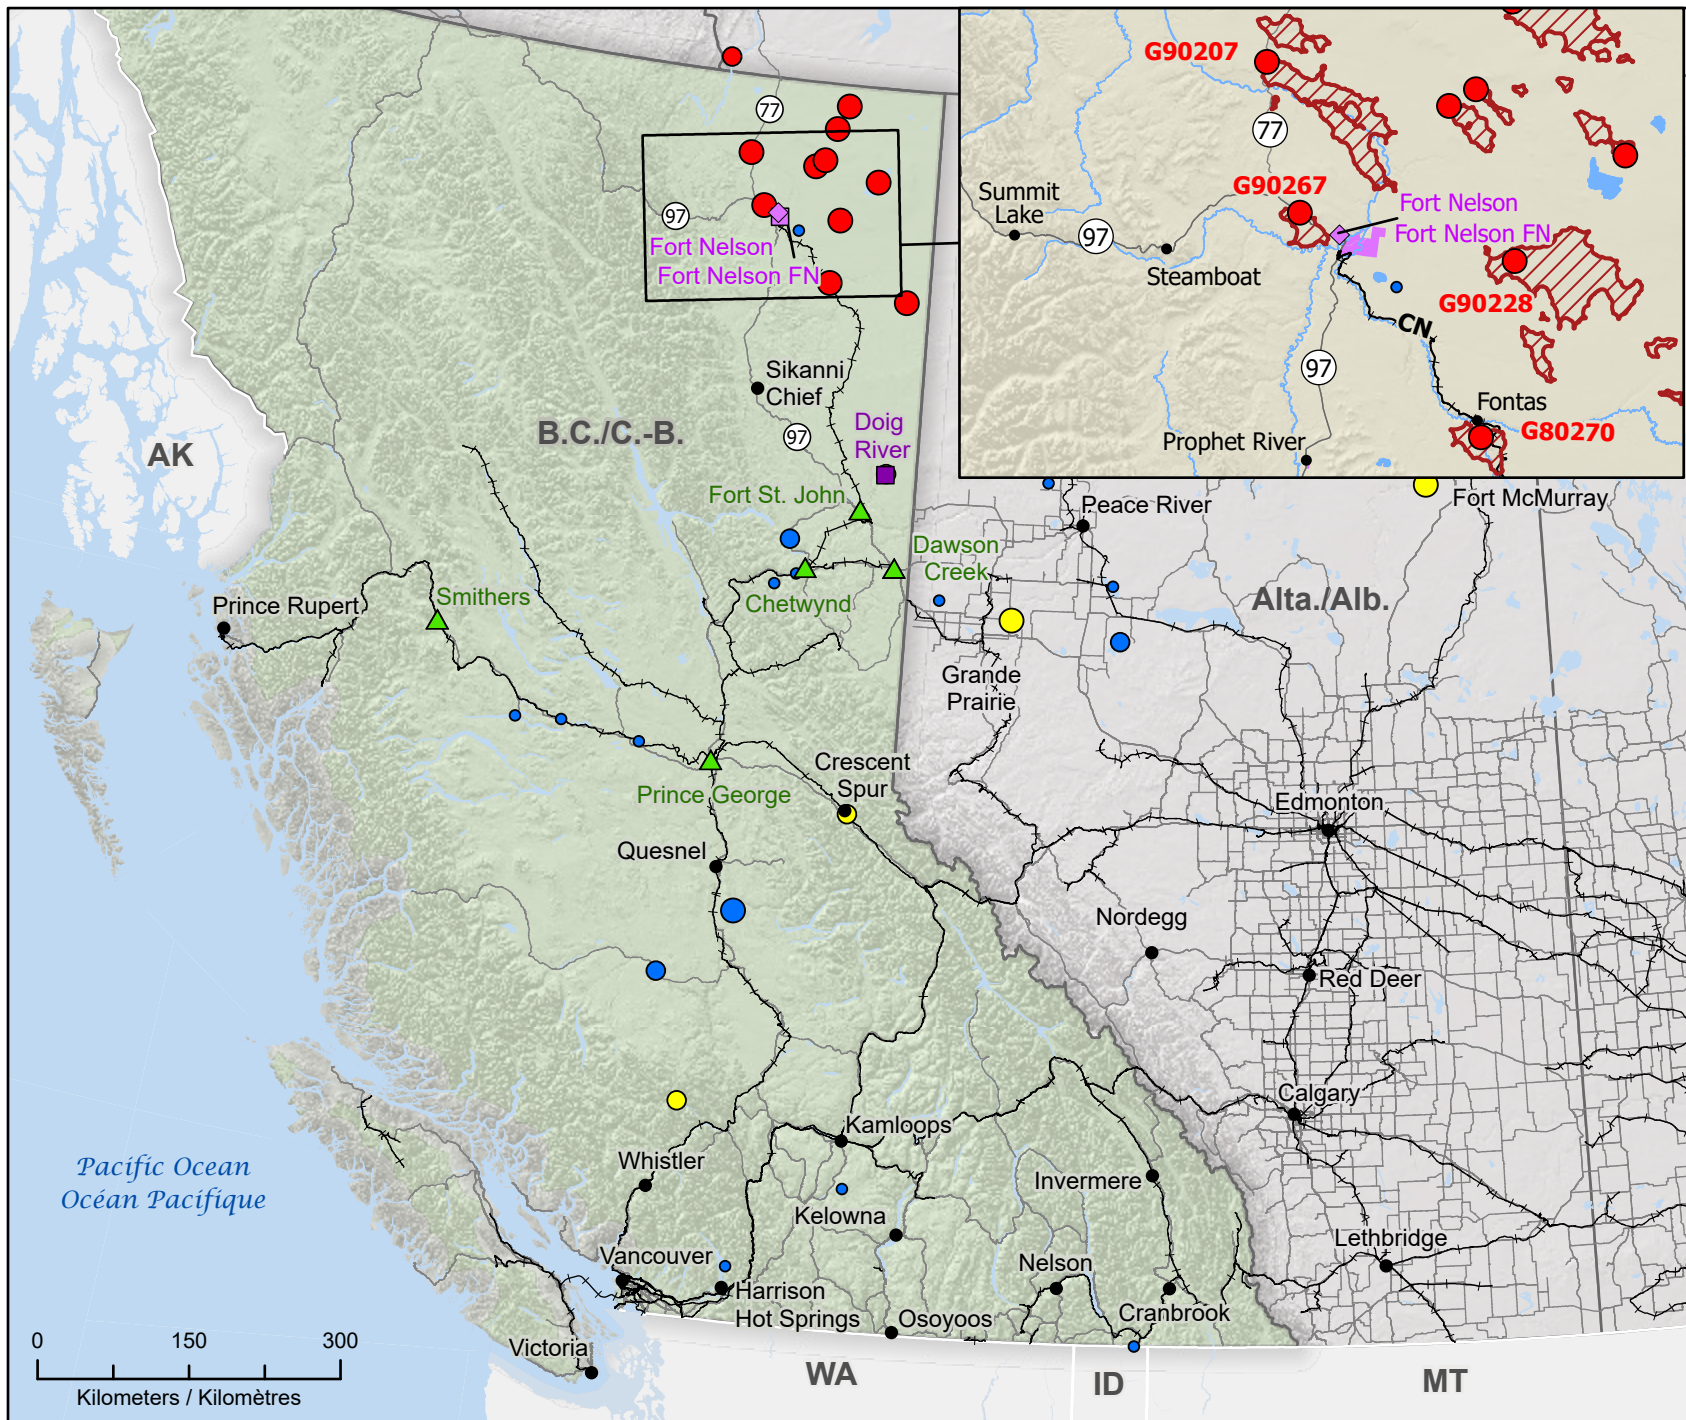 77
G90207
77
G90267
Summit
Lake
97
Fort Nelson
Fort Nelson FN
Steamboat
G90228
CN
97
Fontas
G80270
Prophet River
97
Fort Nelson
Fort Nelson FN
Sikanni
Chief
97
B.C./C.-B.
Doig
River
AK
Fort St. John
Peace River
Fort McMurray
Dawson
Creek
Smithers
Chetwynd
Alta./Alb.
Prince Rupert
Grande
Prairie
Crescent
Spur
Prince George
Edmonton
Quesnel
Nordegg
Red Deer
Calgary
Kamloops
Pacific Ocean
Océan Pacifique
Whistler
Invermere
Kelowna
Lethbridge
Vancouver
Nelson
Harrison
Hot Springs
Osoyoos
Cranbrook
0 150 300
Victoria
Kilometers / Kilomètres
WA
ID
MT